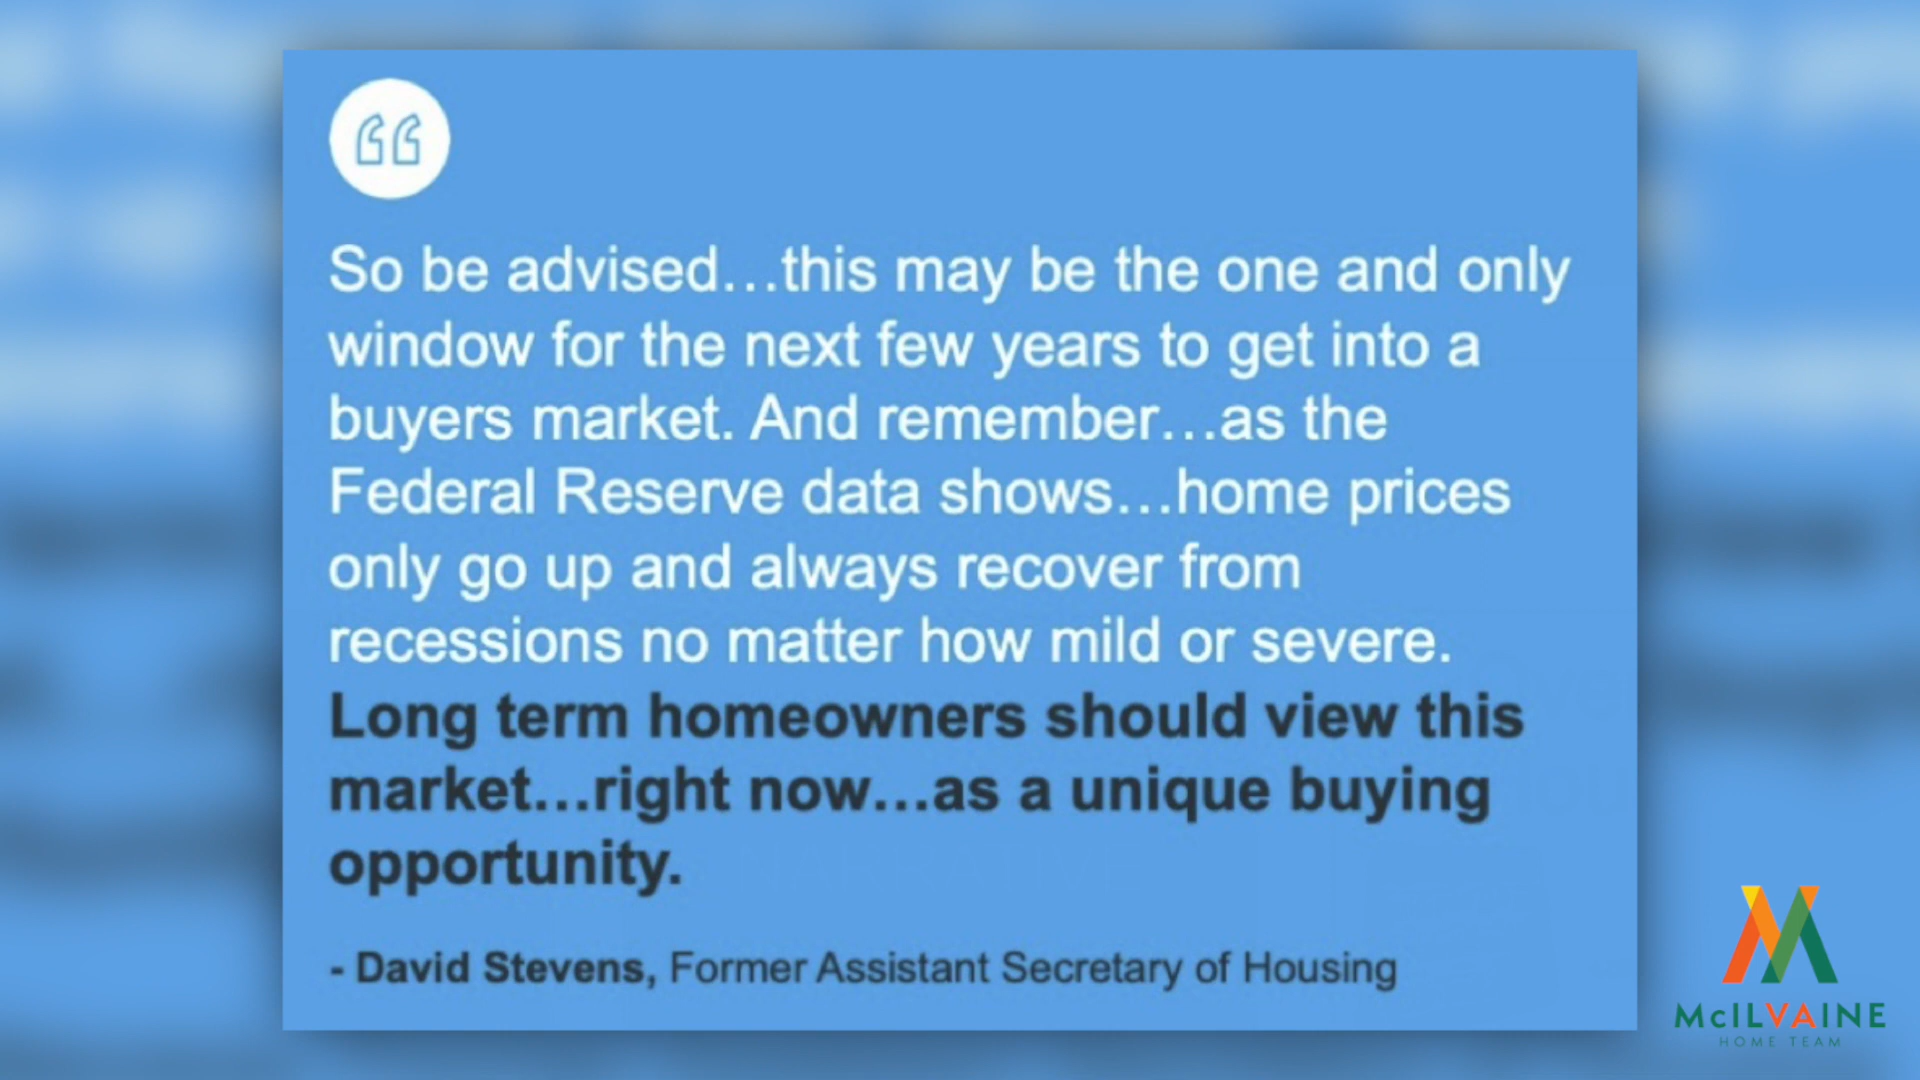 So be advised…this may be the one and only
window for the next few years to get into a
buyers market. And remember…as the
Federal Reserve data shows…home prices
only go up and always recover from
recessions no matter how mild or severe.
Long term homeowners should view this
market…right now…as a unique buying
opportunity.
- David Stevens, Former Assistant Secretary of Housing
McILVAINE
HOME TEAM